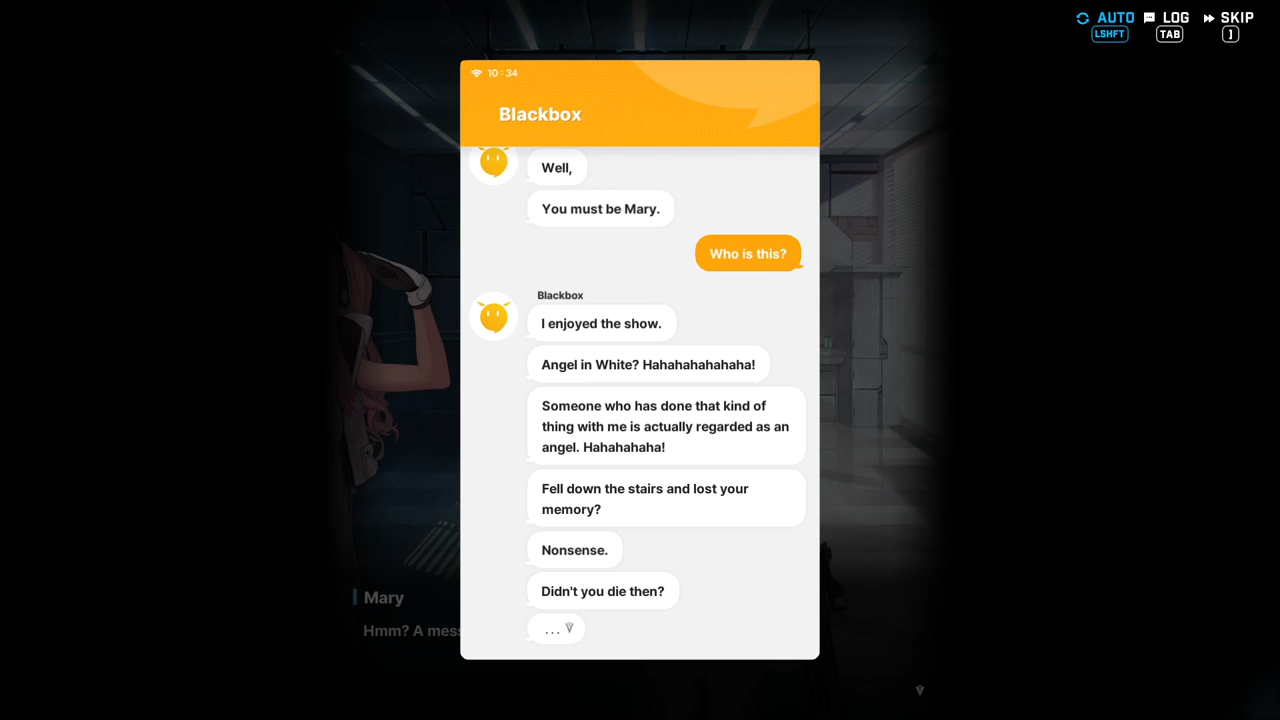 AUTO
LOG
SKIP
LSHFT
TAB
]
10:34
Blackbox
Well,
You must be Mary.
Who is this?
Blackbox
I enjoyed the show.
Angel in White? Hahahahahahaha!
Someone who has done that kind of
thing with me is actually regarded as an
angel. Hahahahaha!
Fell down the stairs and lost your
memory?
Nonsense.
Didn't you die then?
...
Mary
Hmm? A mess